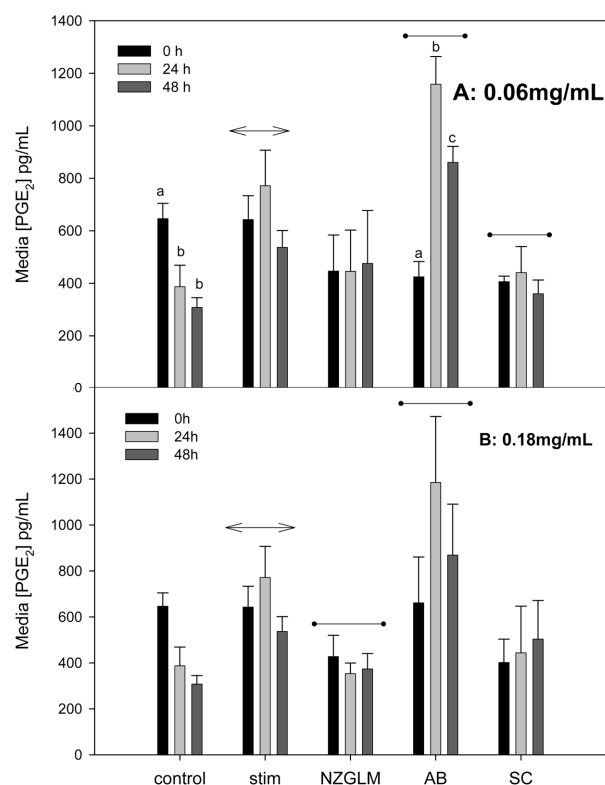 1400
1200
1000
800
600
400
200
0
Media [PGE2] pg/mL
0 h
24 h
48 h
A: 0.06mg/mL
a
b
b
a
b
c
1400
1200
1000
800
600
400
200
0
Media [PGE2] pg/mL
0h
24h
48h
B: 0.18mg/mL
control stim NZGLM AB SC